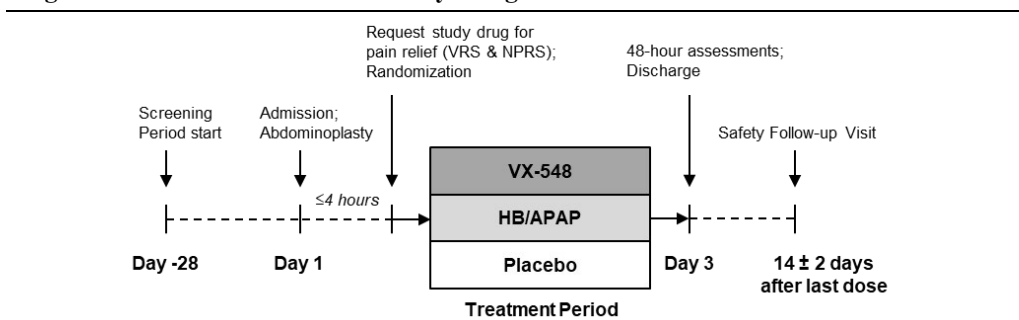 Request study drug for
pain relief (VRS & NPRS);
Randomization
48-hour assessments;
Discharge
Screening
Period start
Admission;
Abdominoplasty
Safety Follow-up Visit
≤4 hours
VX-548
HB/APAP
Placebo
Day -28
Day 1
Day 3
14 ± 2 days
after last dose
Treatment Period